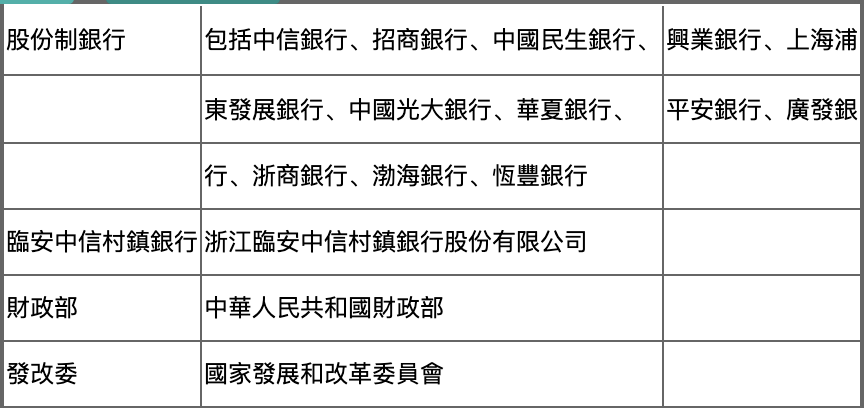 股份制銀行 包括中信銀行、招商銀行、中國民生銀行、 興業銀行、上海浦
東發展銀行、中國光大銀行、華夏銀行、 平安銀行、廣發銀
行、浙商銀行、渤海銀行、恆豐銀行
臨安中信村鎮銀行 浙江臨安中信村鎮銀行股份有限公司
財政部 中華人民共和國財政部
發改委 國家發展和改革委員會